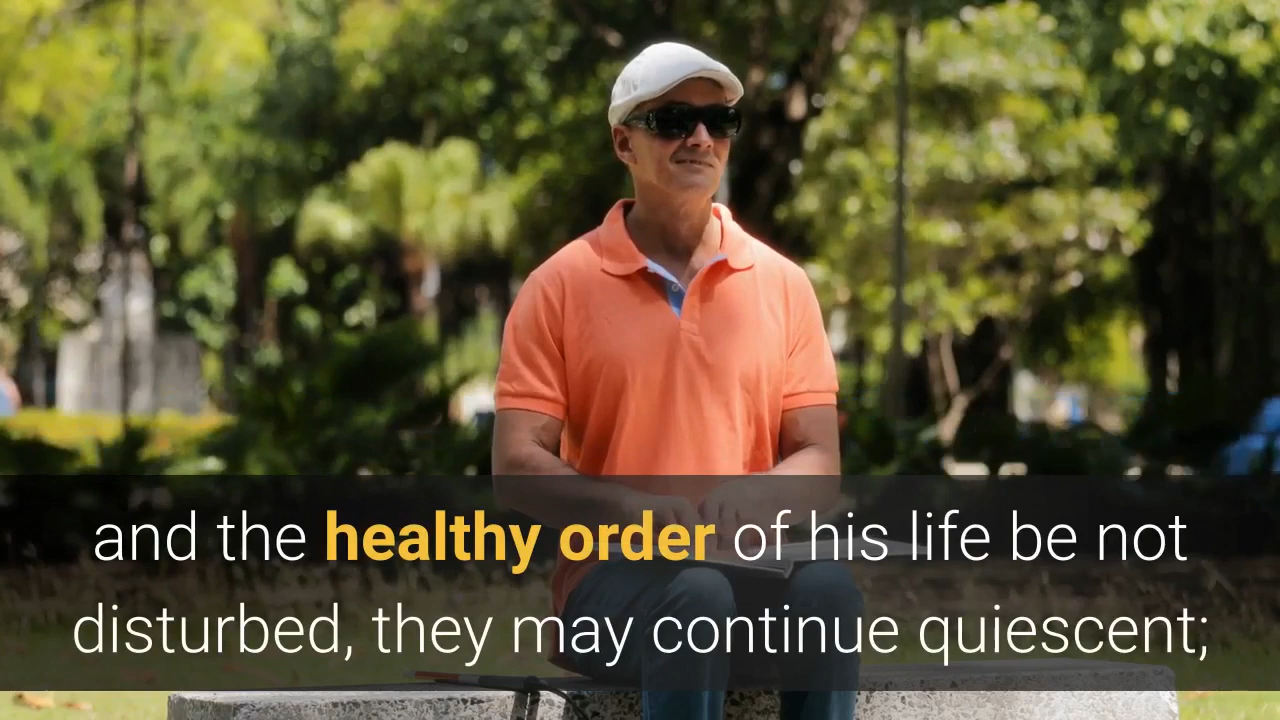 and the healthy order of his life be not
disturbed, they may continue quiescent;